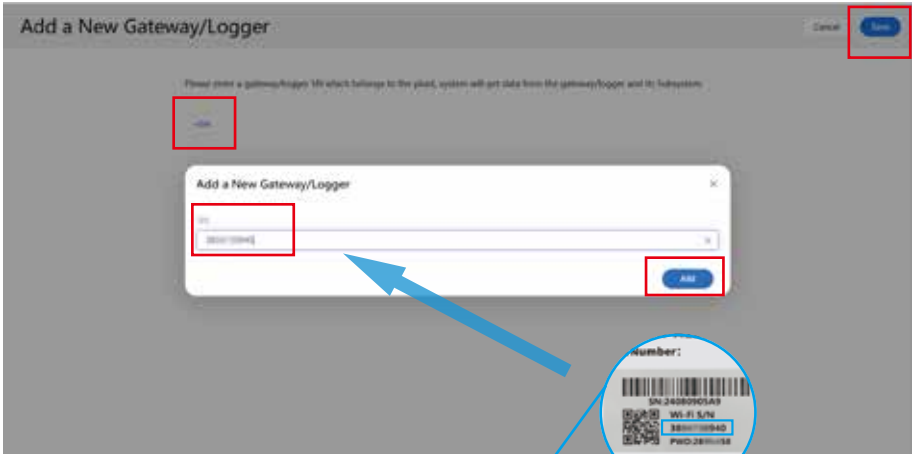 Add a New Gateway/Logger
Cancel
Save
Please enter a gateway/logger SN which belongs to the plant, system will get data from the gateway/logger and its Subsystem.
Add a New Gateway/Logger
SN
Add
Number:
SN:24080905A9
Wi-Fi S/N